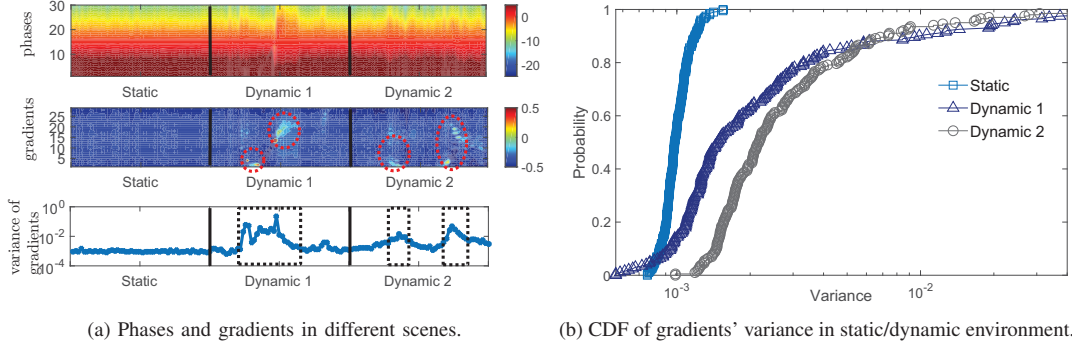 phases
30
20
10
0
-10
-20
Static
Dynamic 1
Dynamic 2
gradients
25
20
15
10
5
0.5
0
-0.5
Static
Dynamic 1
Dynamic 2
variance of
gradients
10^0
10^-2
10^-4
Static
Dynamic 1
Dynamic 2
(a) Phases and gradients in different scenes.
Probability
1
0.8
0.6
0.4
0.2
0
Static
Dynamic 1
Dynamic 2
10^-3
10^-2
Variance
(b) CDF of gradients' variance in static/dynamic environment.